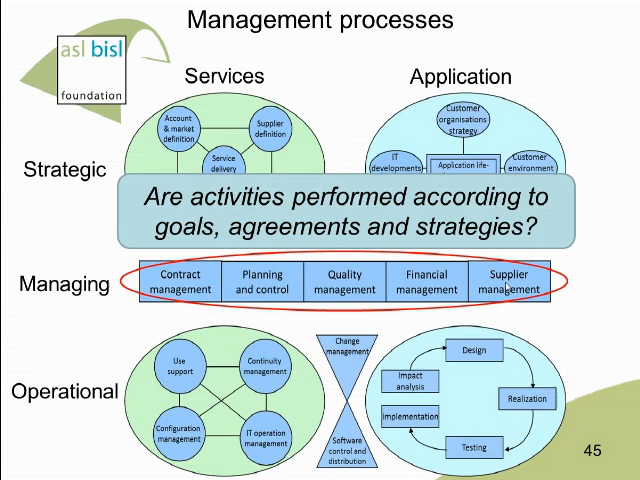 Management processes
asl bisl
foundation
Services
Application
Strategic
Account
& market
definition
Supplier
definition
Service
delivery
Customer
organisations
strategy
IT
developments
Application life-
Customer
environment
Are activities performed according to
goals, agreements and strategies?
Managing
Contract
management
Planning
and control
Quality
management
Financial
management
Supplier
management
Operational
Use
support
Continuity
management
Configuration
management
IT operation
management
Change
management
Software
control and
distribution
Design
Impact
analysis
Realization
Implementation
Testing
45